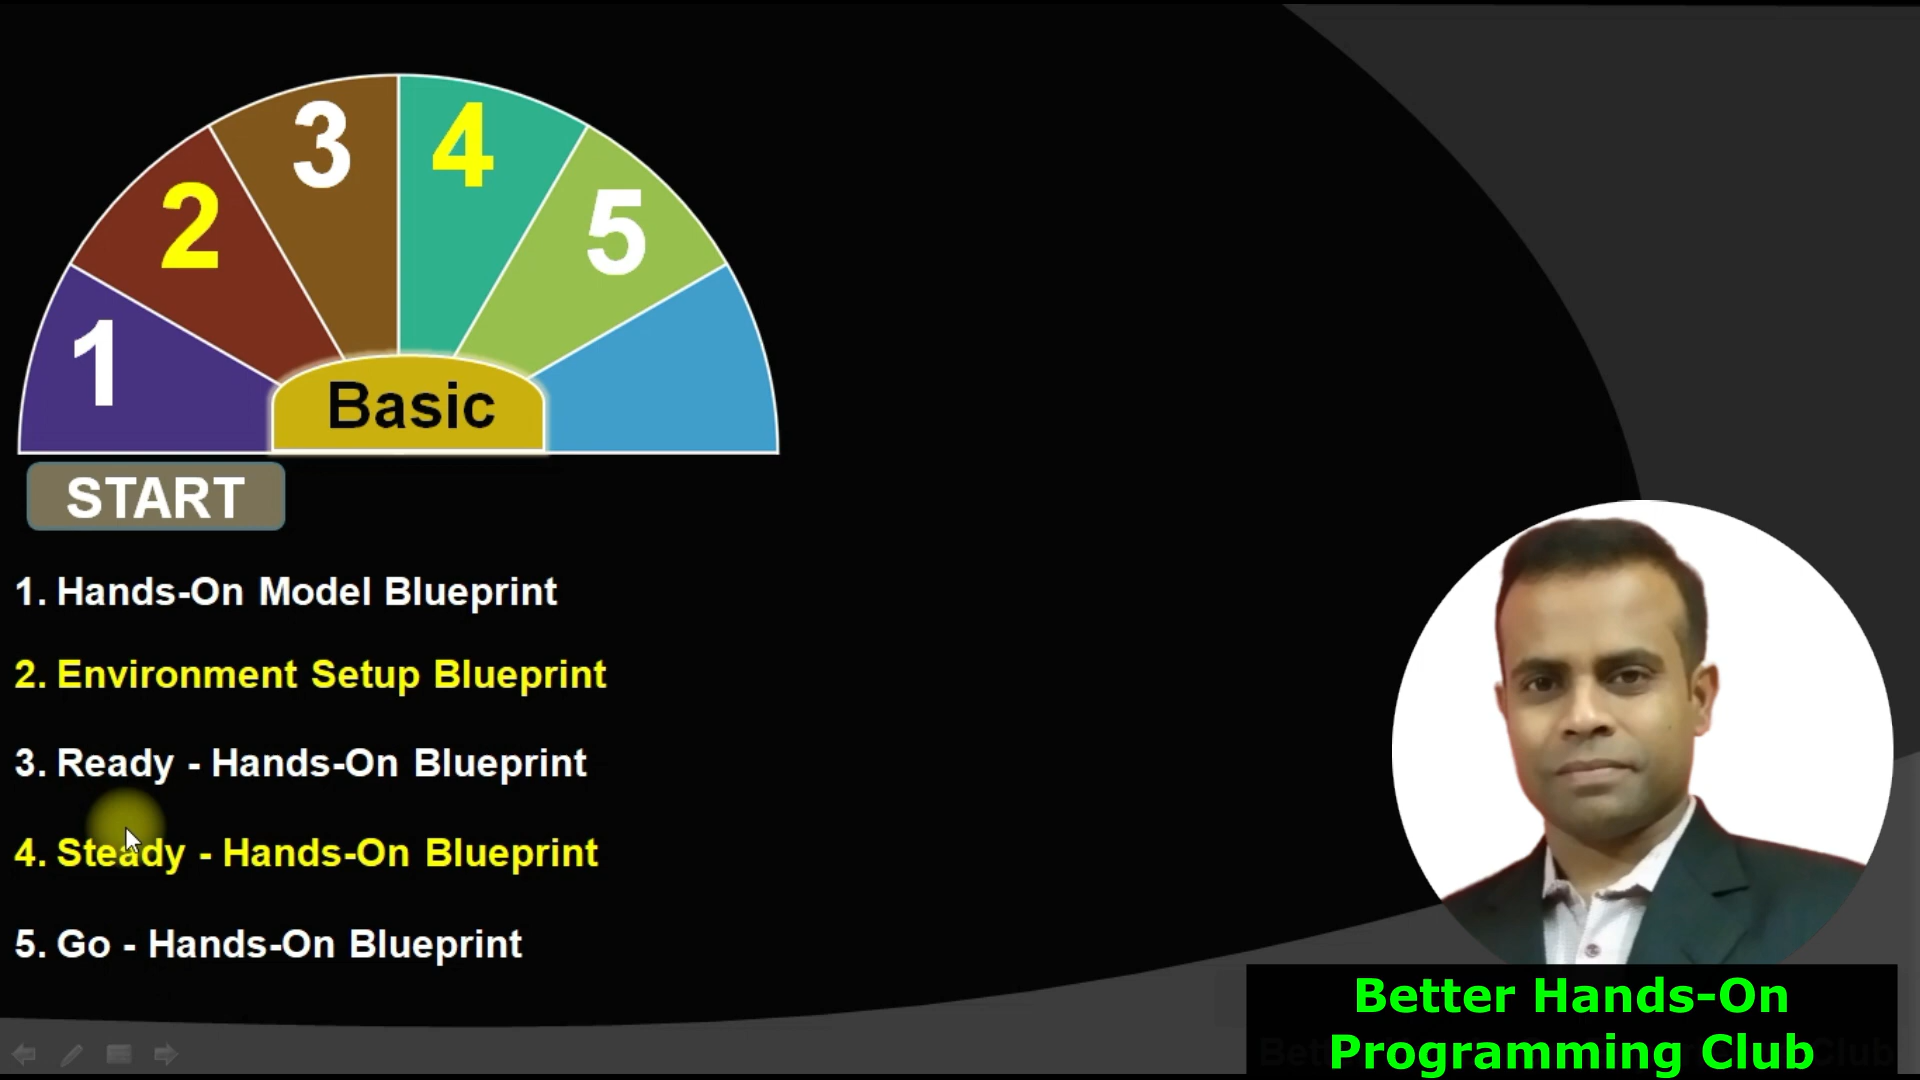 1
2
3
4
5
Basic
START
1. Hands-On Model Blueprint
2. Environment Setup Blueprint
3. Ready - Hands-On Blueprint
4. Steady - Hands-On Blueprint
5. Go - Hands-On Blueprint
Better Hands-On
Programming Club